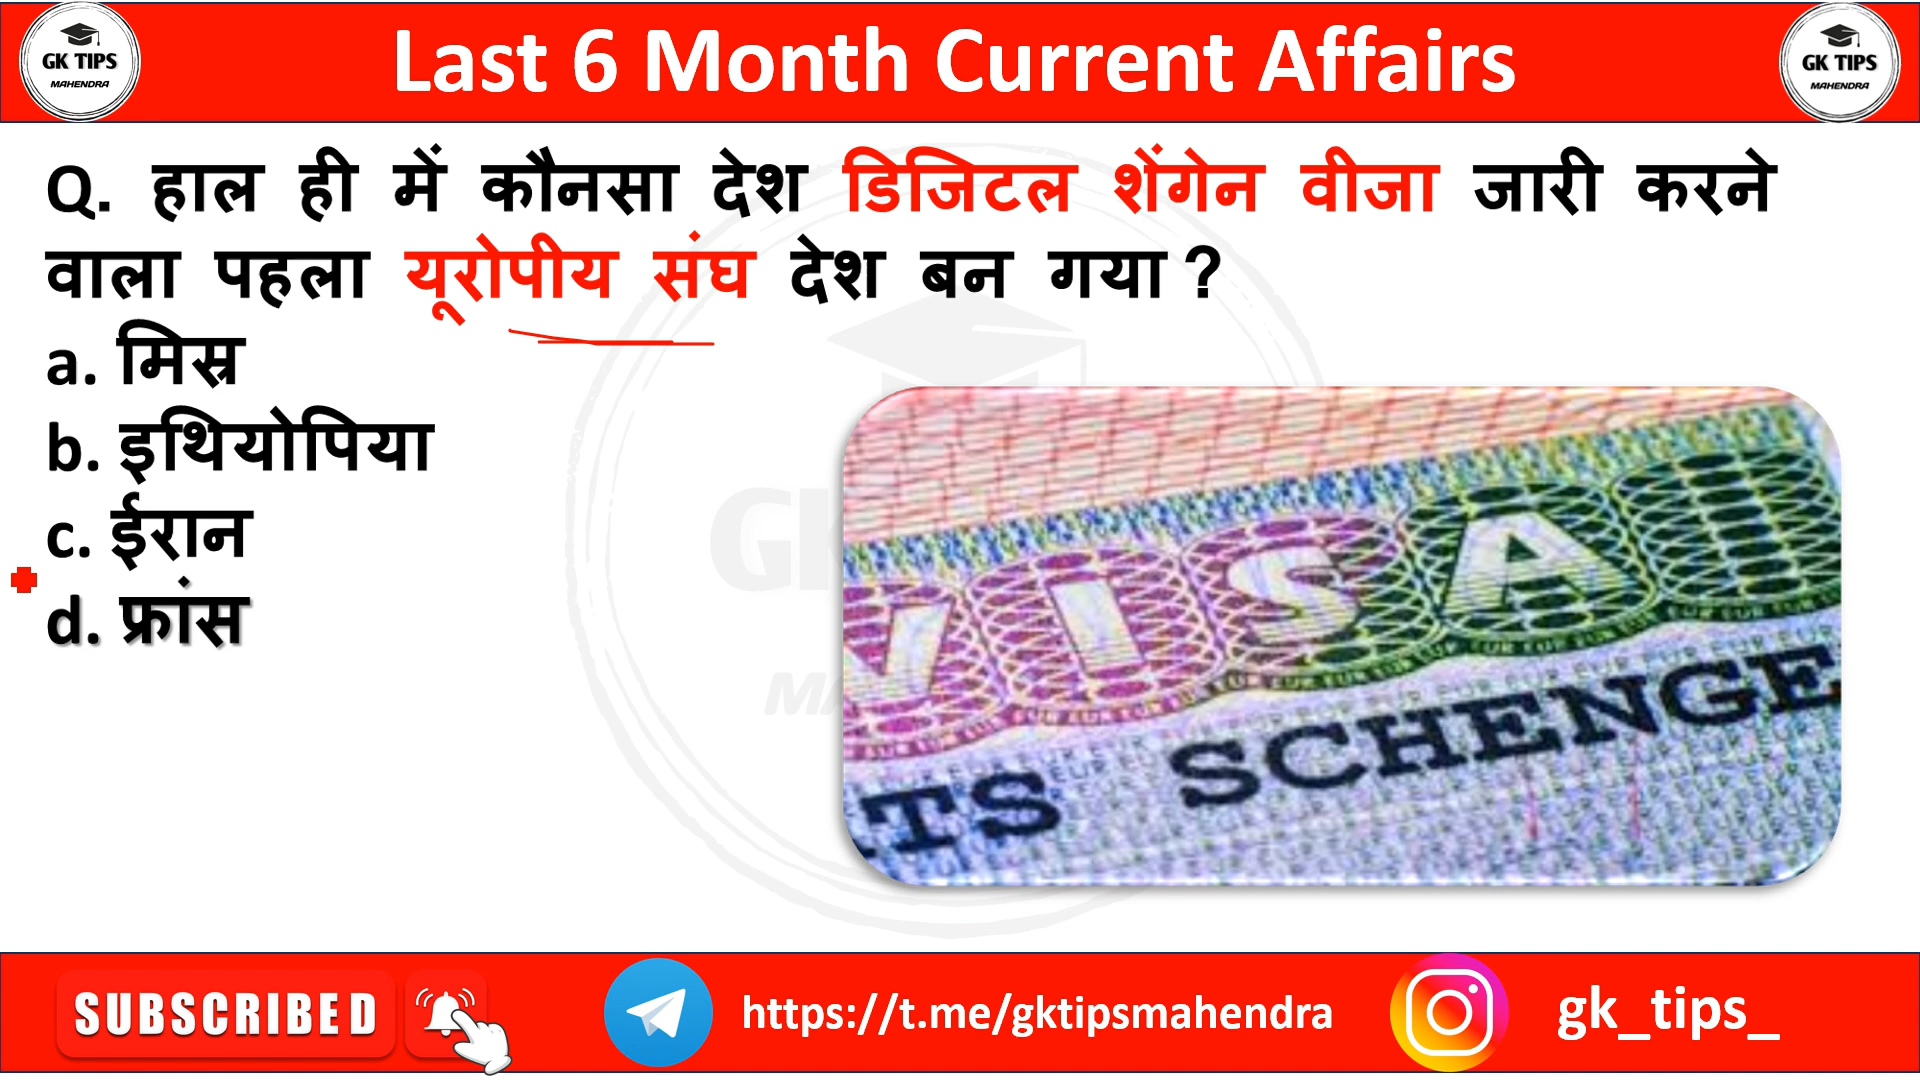 GK TIPS
MAHENDRA
Last 6 Month Current Affairs
GK TIPS
MAHENDRA
Q. हाल ही में कौनसा देश डिजिटल शेंगेन वीजा जारी करने
वाला पहला यूरोपीय संघ देश बन गया ?
a. मिस्र
b. इथियोपिया
c. ईरान
d. फ्रांस
VISA
TS SCHENGE
SUBSCRIBED
https://t.me/gktipsmahendra
gk_tips_